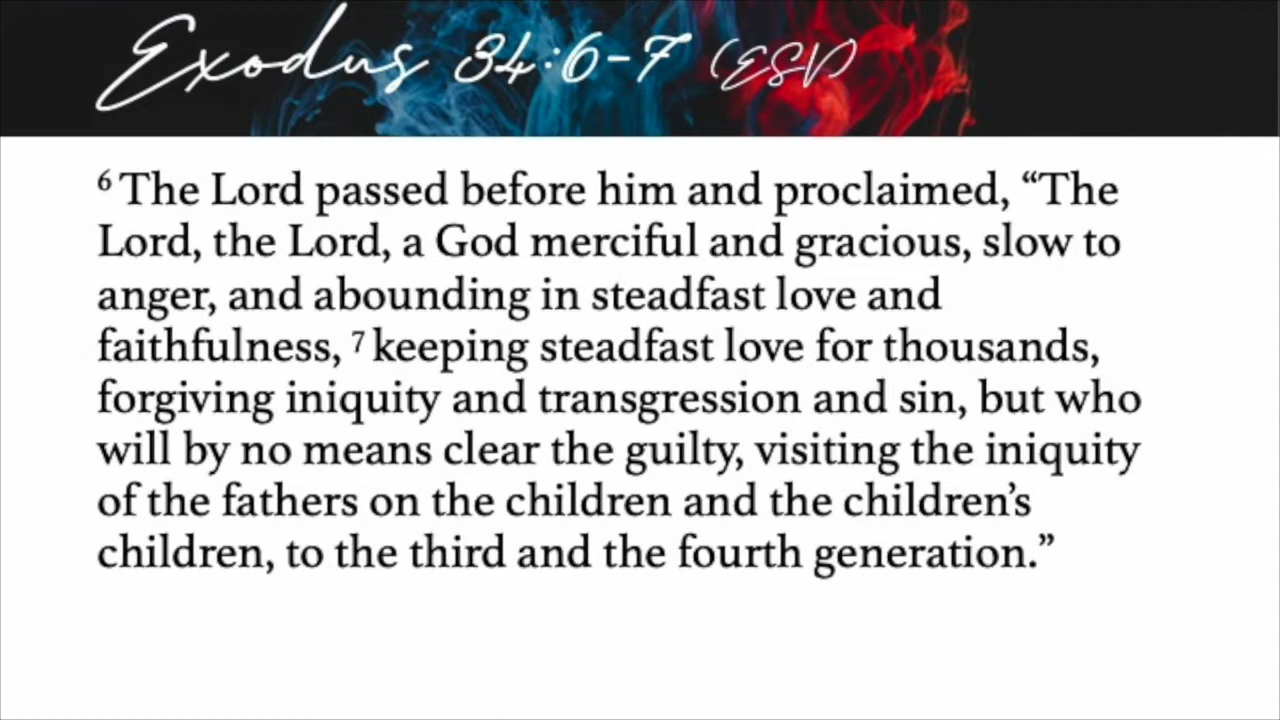 Exodus 34:6-7 (ESV)
⁶ The Lord passed before him and proclaimed, “The
Lord, the Lord, a God merciful and gracious, slow to
anger, and abounding in steadfast love and
faithfulness, ⁷ keeping steadfast love for thousands,
forgiving iniquity and transgression and sin, but who
will by no means clear the guilty, visiting the iniquity
of the fathers on the children and the children’s
children, to the third and the fourth generation.”